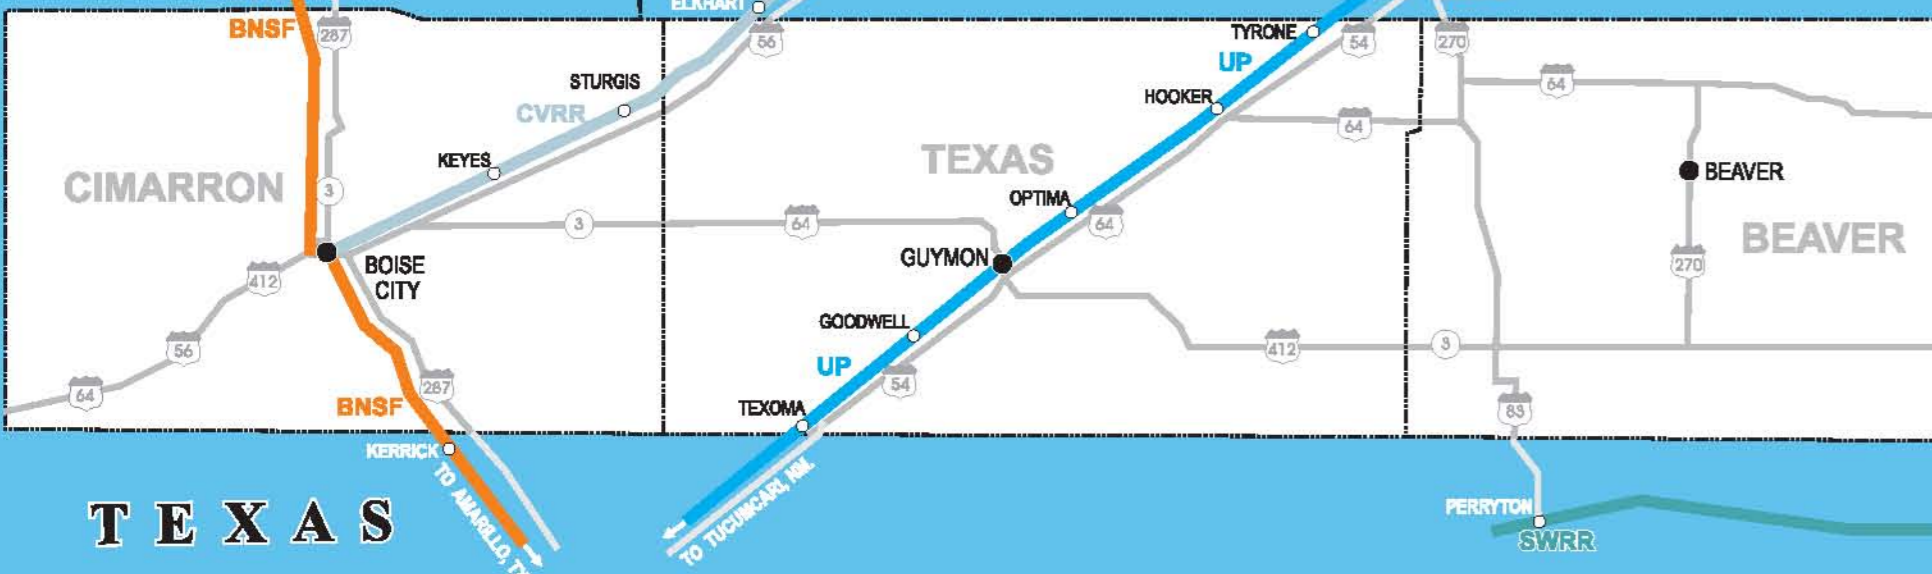 ELKHART
BNSF
287
56
TYRONE
54
270
UP
STURGIS
64
CVRR
HOOKER
64
KEYES
TEXAS
BEAVER
CIMARRON
3
OPTIMA
3
64
64
BEAVER
GUYMON
BOISE
CITY
270
412
GOODWELL
56
412
3
UP
54
287
64
BNSF
TEXOMA
83
KERRICK
TO AMARILLO,
TO TUCUMCARI, NM.
TEXAS
PERRYTON
SWRR